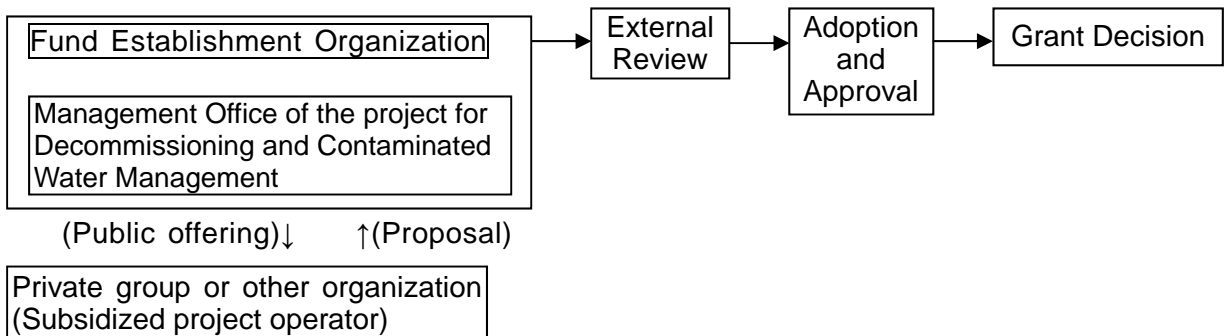 Fund Establishment Organization
Management Office of the project for
Decommissioning and Contaminated
Water Management
(Public offering)↓ ↑(Proposal)
Private group or other organization
(Subsidized project operator)
External
Review
Adoption
and
Approval
Grant Decision